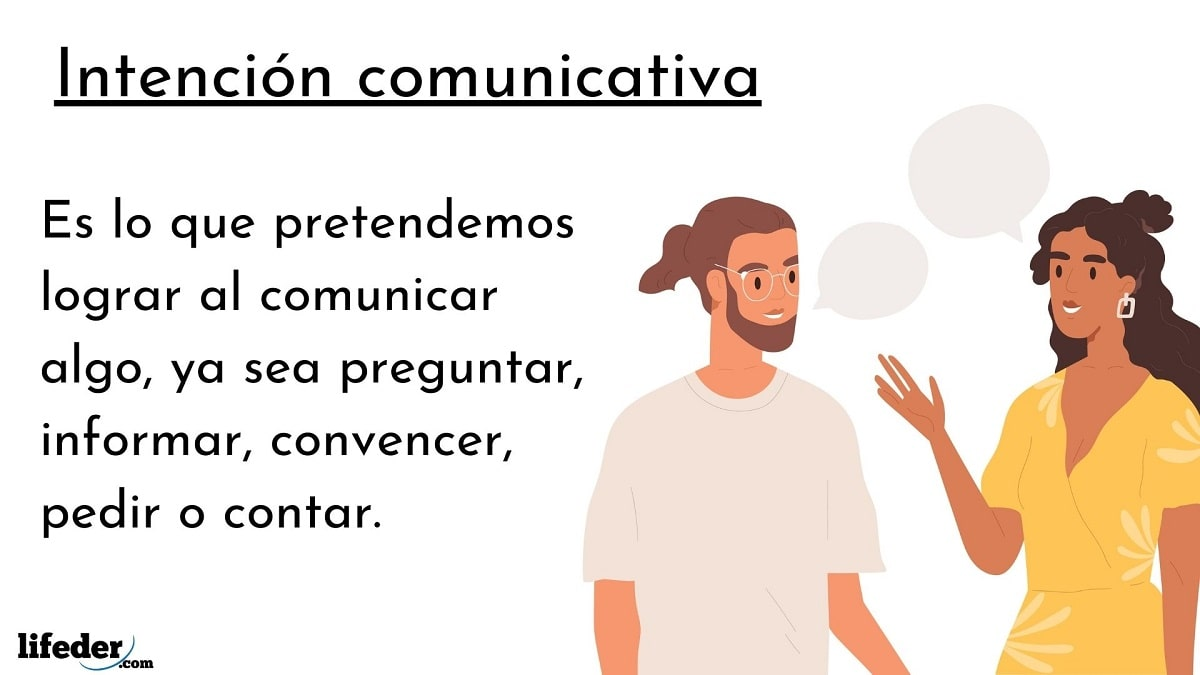 Intención comunicativa
Es lo que pretendemos
lograr al comunicar
algo, ya sea preguntar,
informar, convencer,
pedir o contar.
lifeder
.com